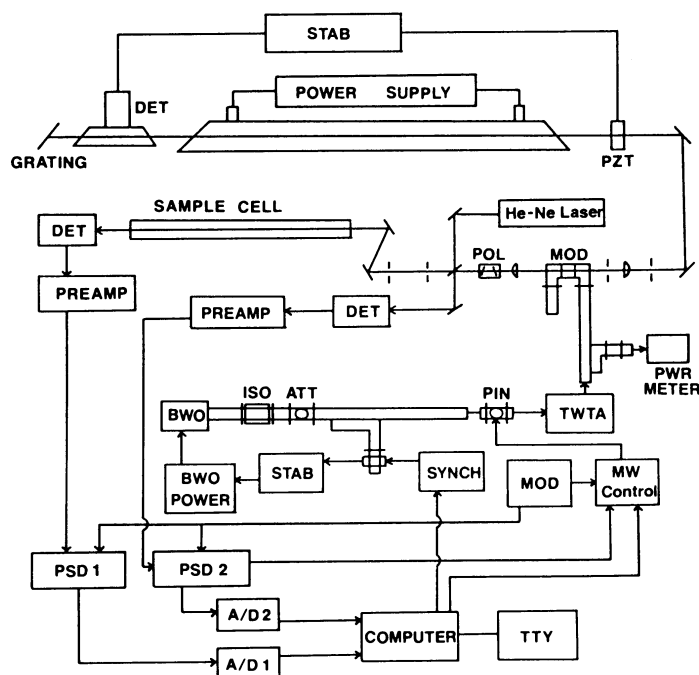 STAB
DET
POWER SUPPLY
GRATING
PZT
SAMPLE CELL
He-Ne Laser
DET
POL
MOD
PREAMP
PREAMP
DET
PWR
METER
ISO
ATT
PIN
BWO
TWTA
BWO
POWER
STAB
SYNCH
MOD
MW
Control
PSD 1
PSD 2
A/D 2
COMPUTER
TTY
A/D 1